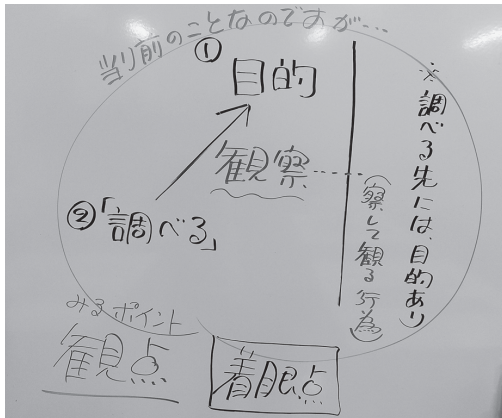 当り前のことなのですが…
① 目的
観察
②「調べる」
※調べる先には、目的あり
(察して観る行為)
みるポイント
観点
着眼点